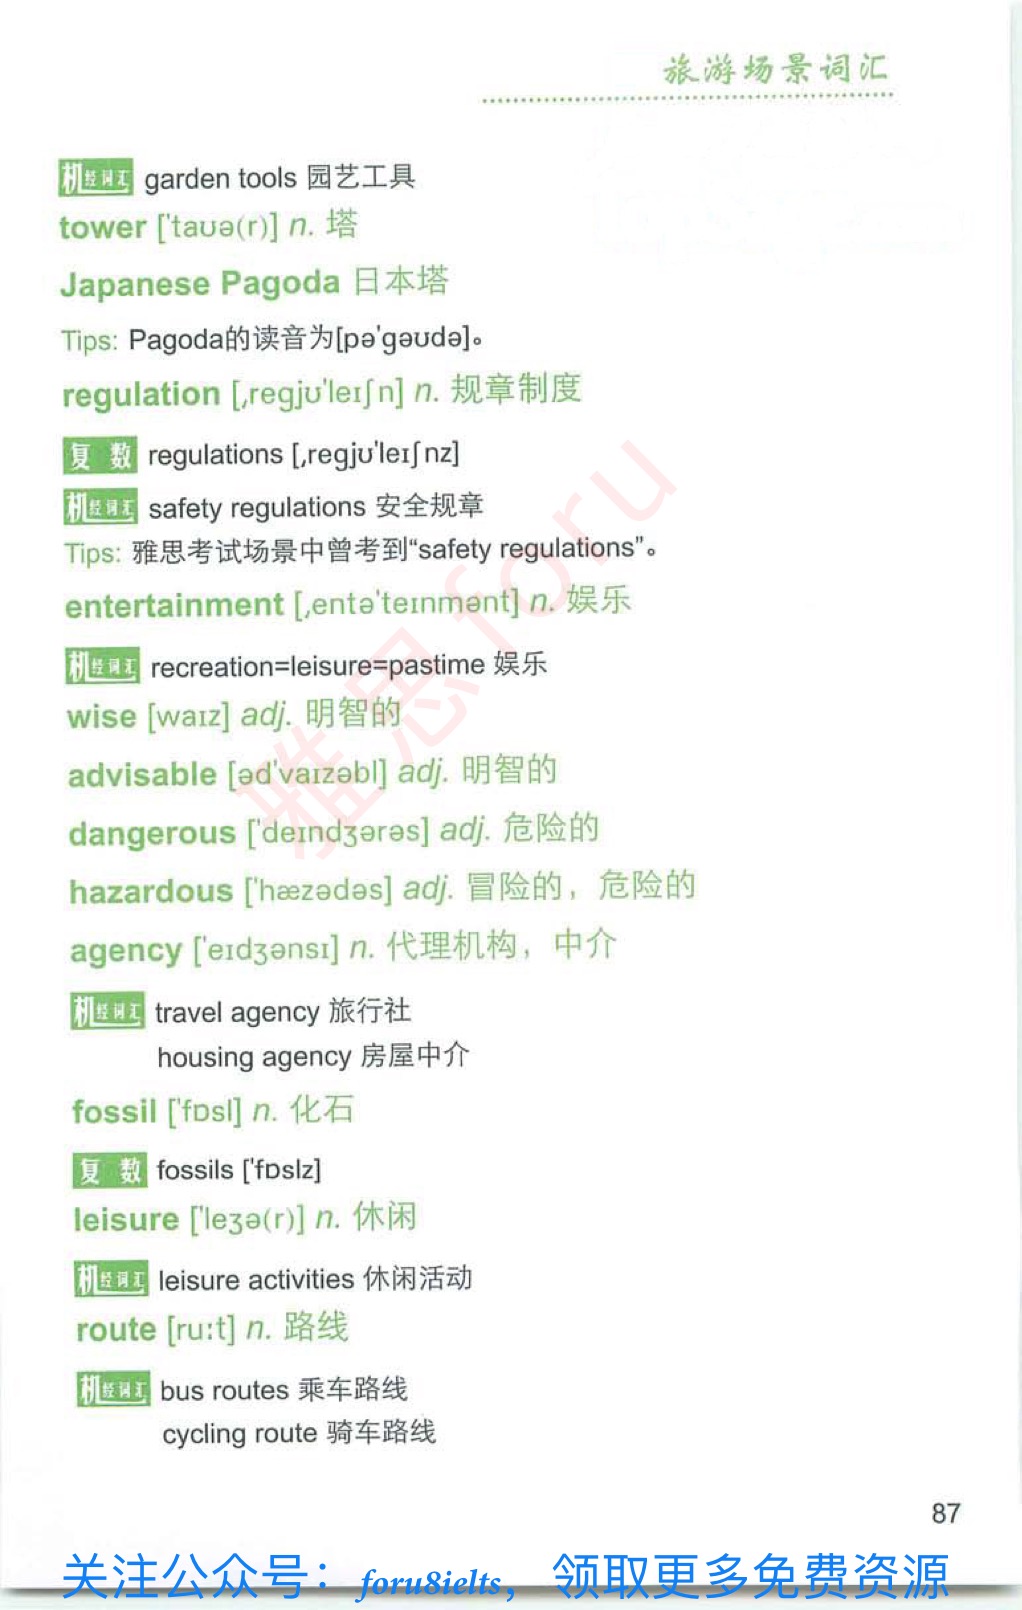 旅游场景词汇
机经词汇 garden tools 园艺工具
tower ['taʊə(r)] n. 塔
Japanese Pagoda 日本塔
Tips: Pagoda的读音为[pə'gəʊdə]。
regulation [ˌregjʊ'leɪʃn] n. 规章制度
复数 regulations [ˌregjʊ'leɪʃnz]
机经词汇 safety regulations 安全规章
Tips: 雅思考试场景中曾考到“safety regulations”。
entertainment [ˌentə'teɪnmənt] n. 娱乐
机经词汇 recreation=leisure=pastime 娱乐
wise [waɪz] adj. 明智的
advisable [əd'vaɪzəbl] adj. 明智的
dangerous ['deɪndʒərəs] adj. 危险的
hazardous ['hæzədəs] adj. 冒险的，危险的
agency ['eɪdʒənsɪ] n. 代理机构，中介
机经词汇 travel agency 旅行社
housing agency 房屋中介
fossil ['fɒsl] n. 化石
复数 fossils ['fɒslz]
leisure ['leʒə(r)] n. 休闲
机经词汇 leisure activities 休闲活动
route [ru:t] n. 路线
机经词汇 bus routes 乘车路线
cycling route 骑车路线
87
关注公众号：foru8ielts，领取更多免费资源
雅思foru